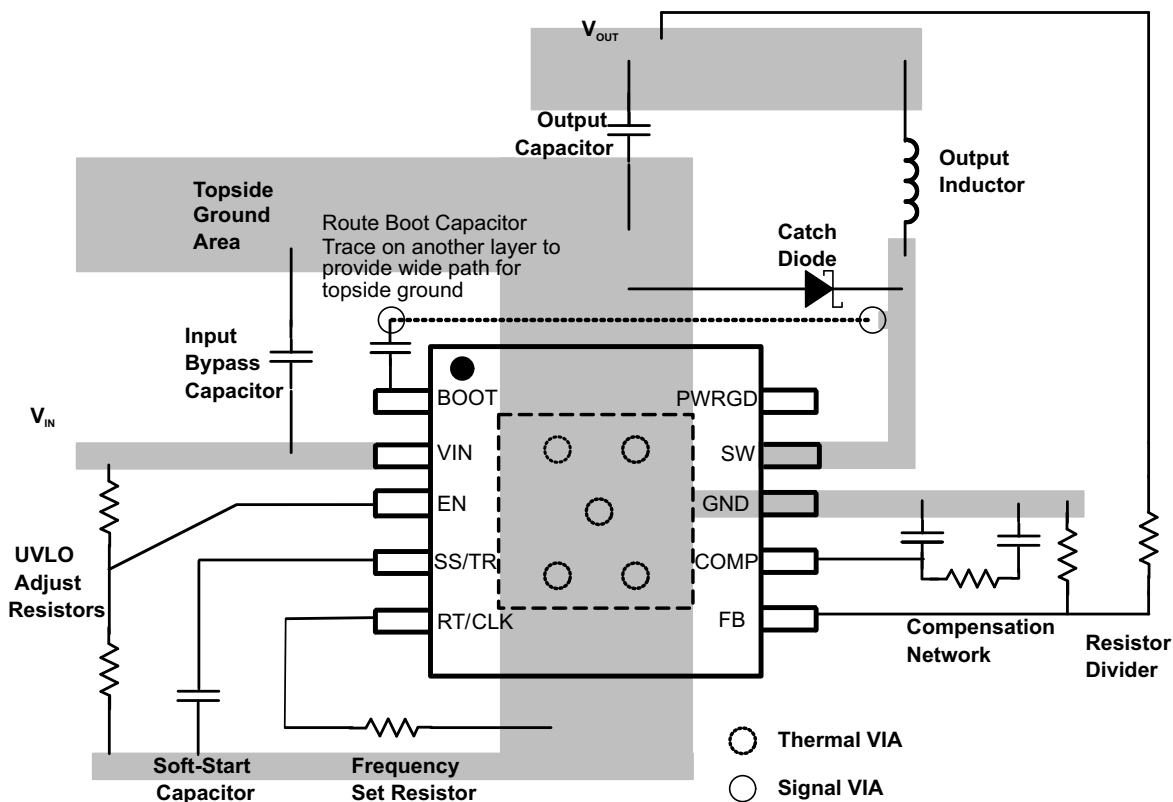 VOUT
Output
Capacitor
Output
Inductor
Topside
Ground
Area
Route Boot Capacitor
Trace on another layer to
provide wide path for
topside ground
Catch
Diode
Input
Bypass
Capacitor
VIN
BOOT
VIN
EN
SS/TR
RT/CLK
PWRGD
SW
GND
COMP
FB
UVLO
Adjust
Resistors
Compensation
Network
Resistor
Divider
Soft-Start
Capacitor
Frequency
Set Resistor
Thermal VIA
Signal VIA